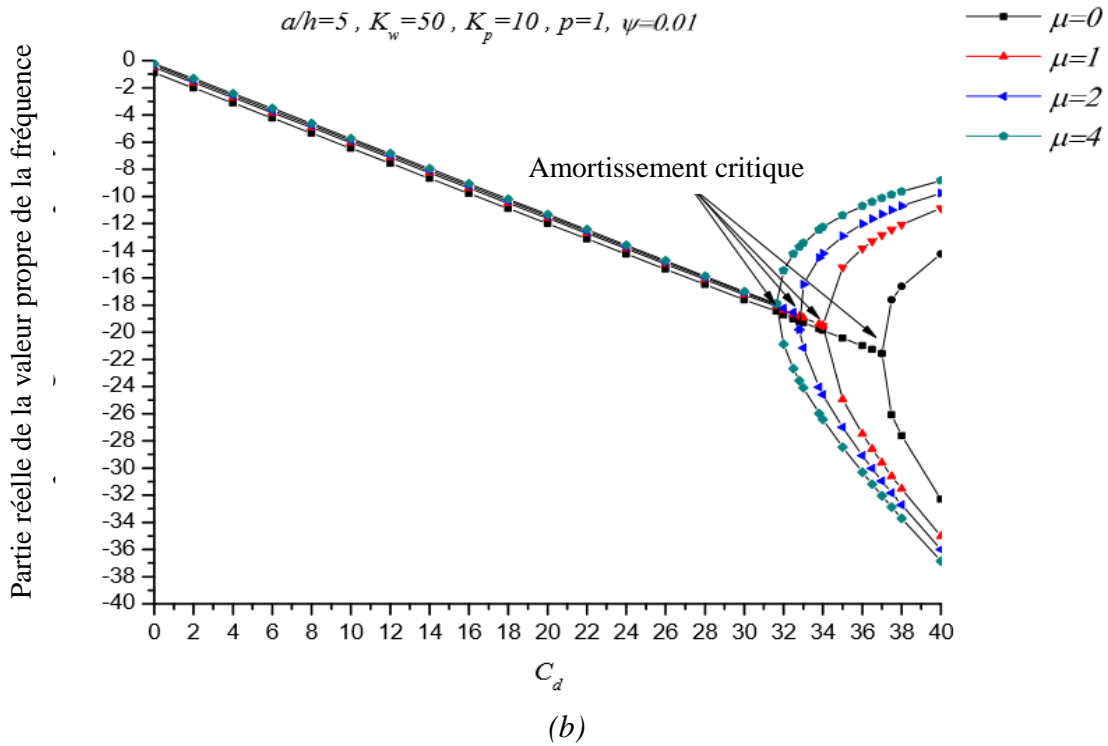 a/h=5 , K_w=50 , K_p=10 , p=1, ψ=0.01
μ=0
μ=1
μ=2
μ=4
Partie réelle de la valeur propre de la fréquence
0
-2
-4
-6
-8
-10
-12
-14
-16
-18
-20
-22
-24
-26
-28
-30
-32
-34
-36
-38
-40
Amortissement critique
0 2 4 6 8 10 12 14 16 18 20 22 24 26 28 30 32 34 36 38 40
C_d
(b)